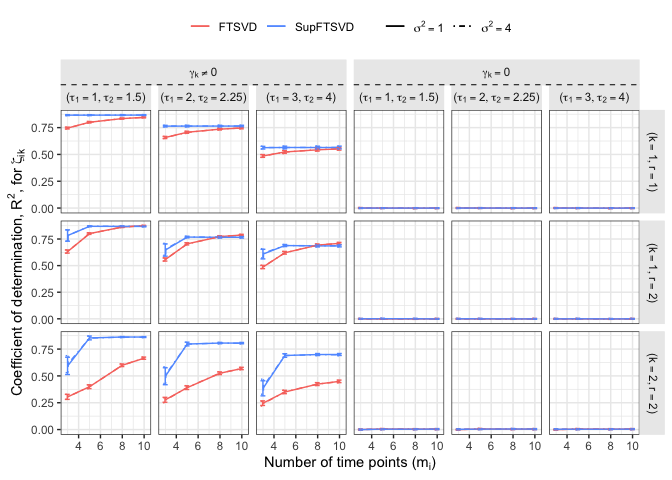 FTSVD SupFTSVD σ² = 1 σ² = 4
γₖ ≠ 0 γₖ = 0
(τ₁ = 1, τ₂ = 1.5) (τ₁ = 2, τ₂ = 2.25) (τ₁ = 3, τ₂ = 4) (τ₁ = 1, τ₂ = 1.5) (τ₁ = 2, τ₂ = 2.25) (τ₁ = 3, τ₂ = 4)
Coefficient of determination, R², for ζᵢₖ
0.75
0.50
0.25
0.00
(k = 1, r = 1)
0.75
0.50
0.25
0.00
(k = 1, r = 2)
0.75
0.50
0.25
0.00
(k = 2, r = 2)
4 6 8 10 4 6 8 10 4 6 8 10 4 6 8 10 4 6 8 10 4 6 8 10
Number of time points (mᵢ)